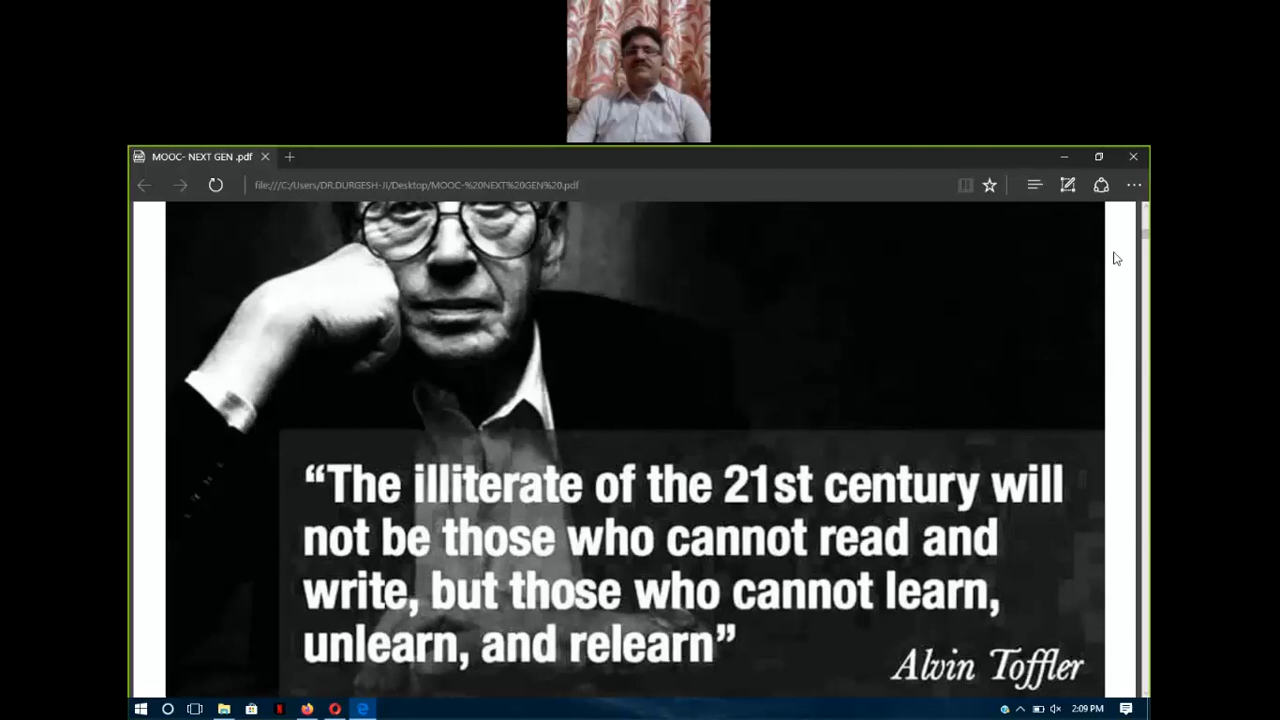 MOOC- NEXT GEN .pdf
file:///C:/Users/DR.DURGESH-JI/Desktop/MOOC-%20NEXT%20GEN%20.pdf
“The illiterate of the 21st century will
not be those who cannot read and
write, but those who cannot learn,
unlearn, and relearn”
Alvin Toffler
2:09 PM